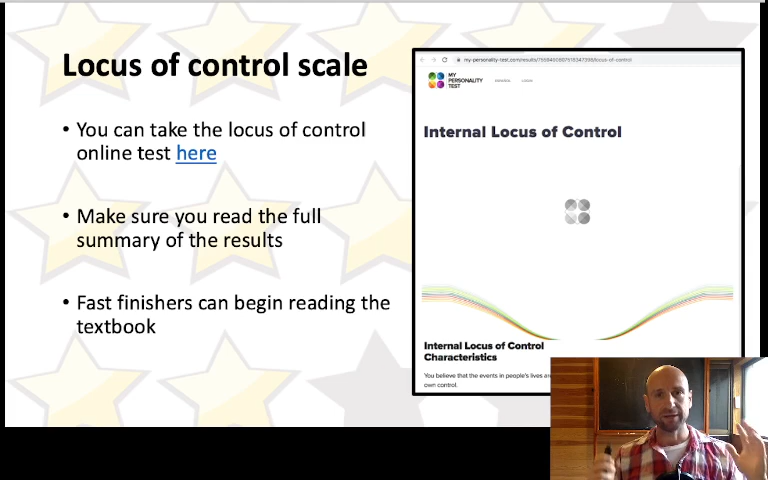 Locus of control scale
• You can take the locus of control
online test here
• Make sure you read the full
summary of the results
• Fast finishers can begin reading the
textbook
MY
PERSONALITY
TEST
LOGIN
Internal Locus of Control
Internal Locus of Control
Characteristics
You believe that the events in people's lives are
own control.